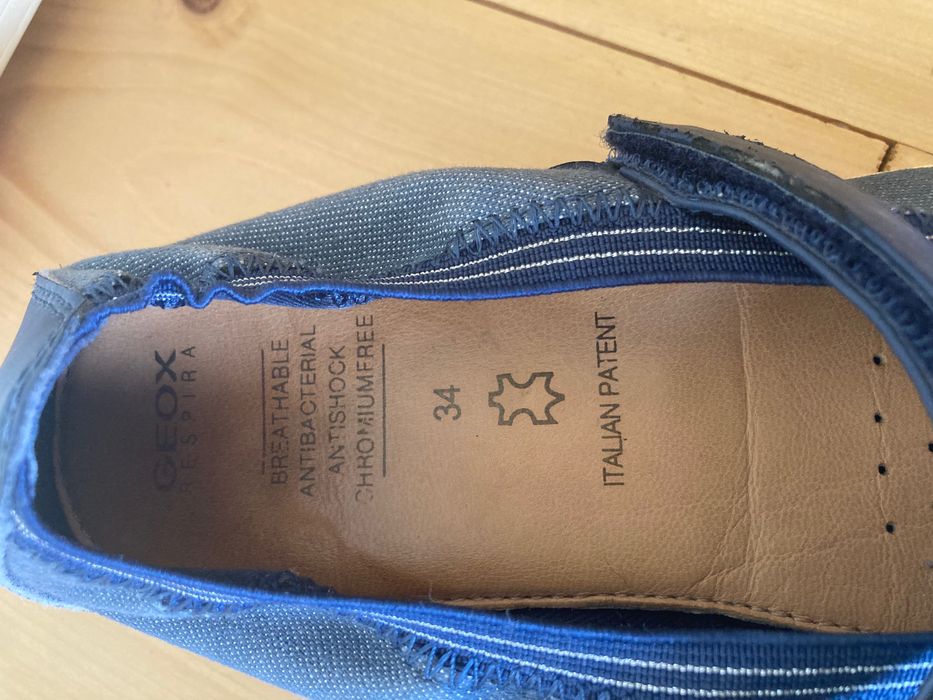 GEOX
RESPIRA
BREATHABLE
ANTIBACTERIAL
ANTISHOCK
CHROMIUMFREE
34
ITALIAN PATENT